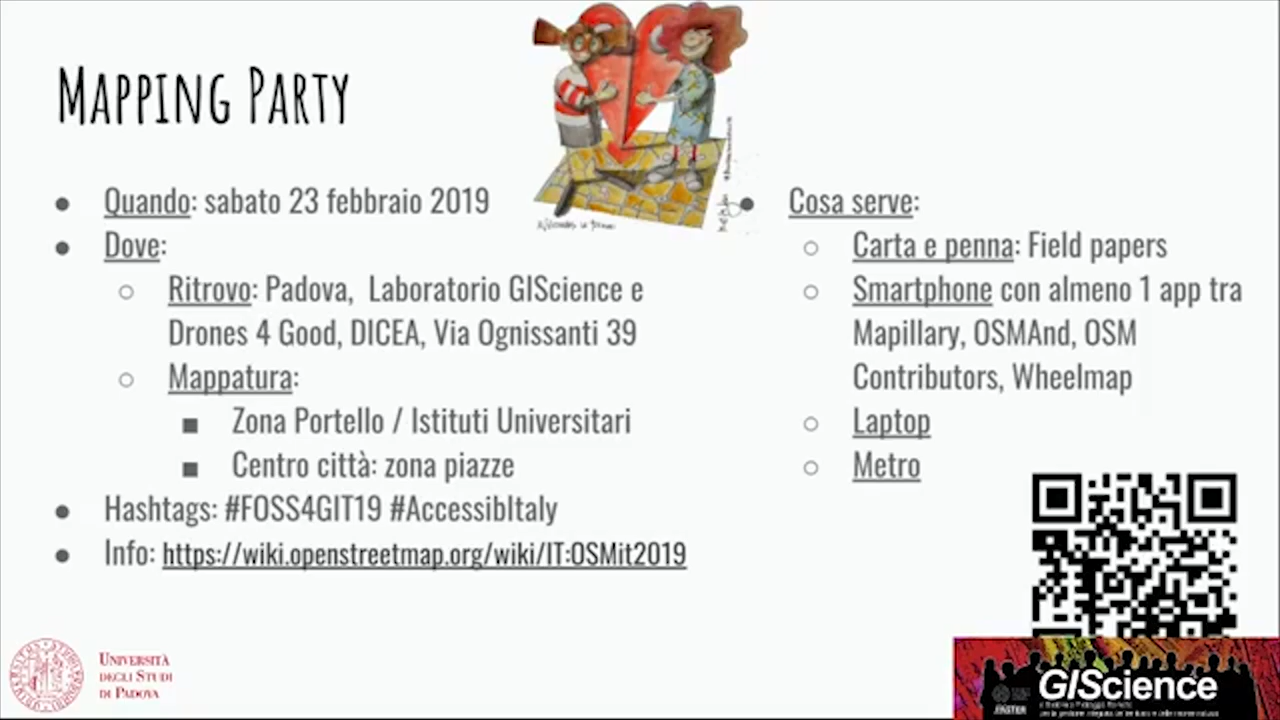 Mapping Party
● Quando: sabato 23 febbraio 2019
● Dove:
○ Ritrovo: Padova, Laboratorio GIScience e
Drones 4 Good, DICEA, Via Ognissanti 39
○ Mappatura:
■ Zona Portello / Istituti Universitari
■ Centro città: zona piazze
● Hashtags: #FOSS4GIT19 #AccessibItaly
● Info: https://wiki.openstreetmap.org/wiki/IT:OSMit2019
● Cosa serve:
○ Carta e penna: Field papers
○ Smartphone con almeno 1 app tra
Mapillary, OSMAnd, OSM
Contributors, Wheelmap
○ Laptop
○ Metro
Università
degli Studi
di Padova
GIScience